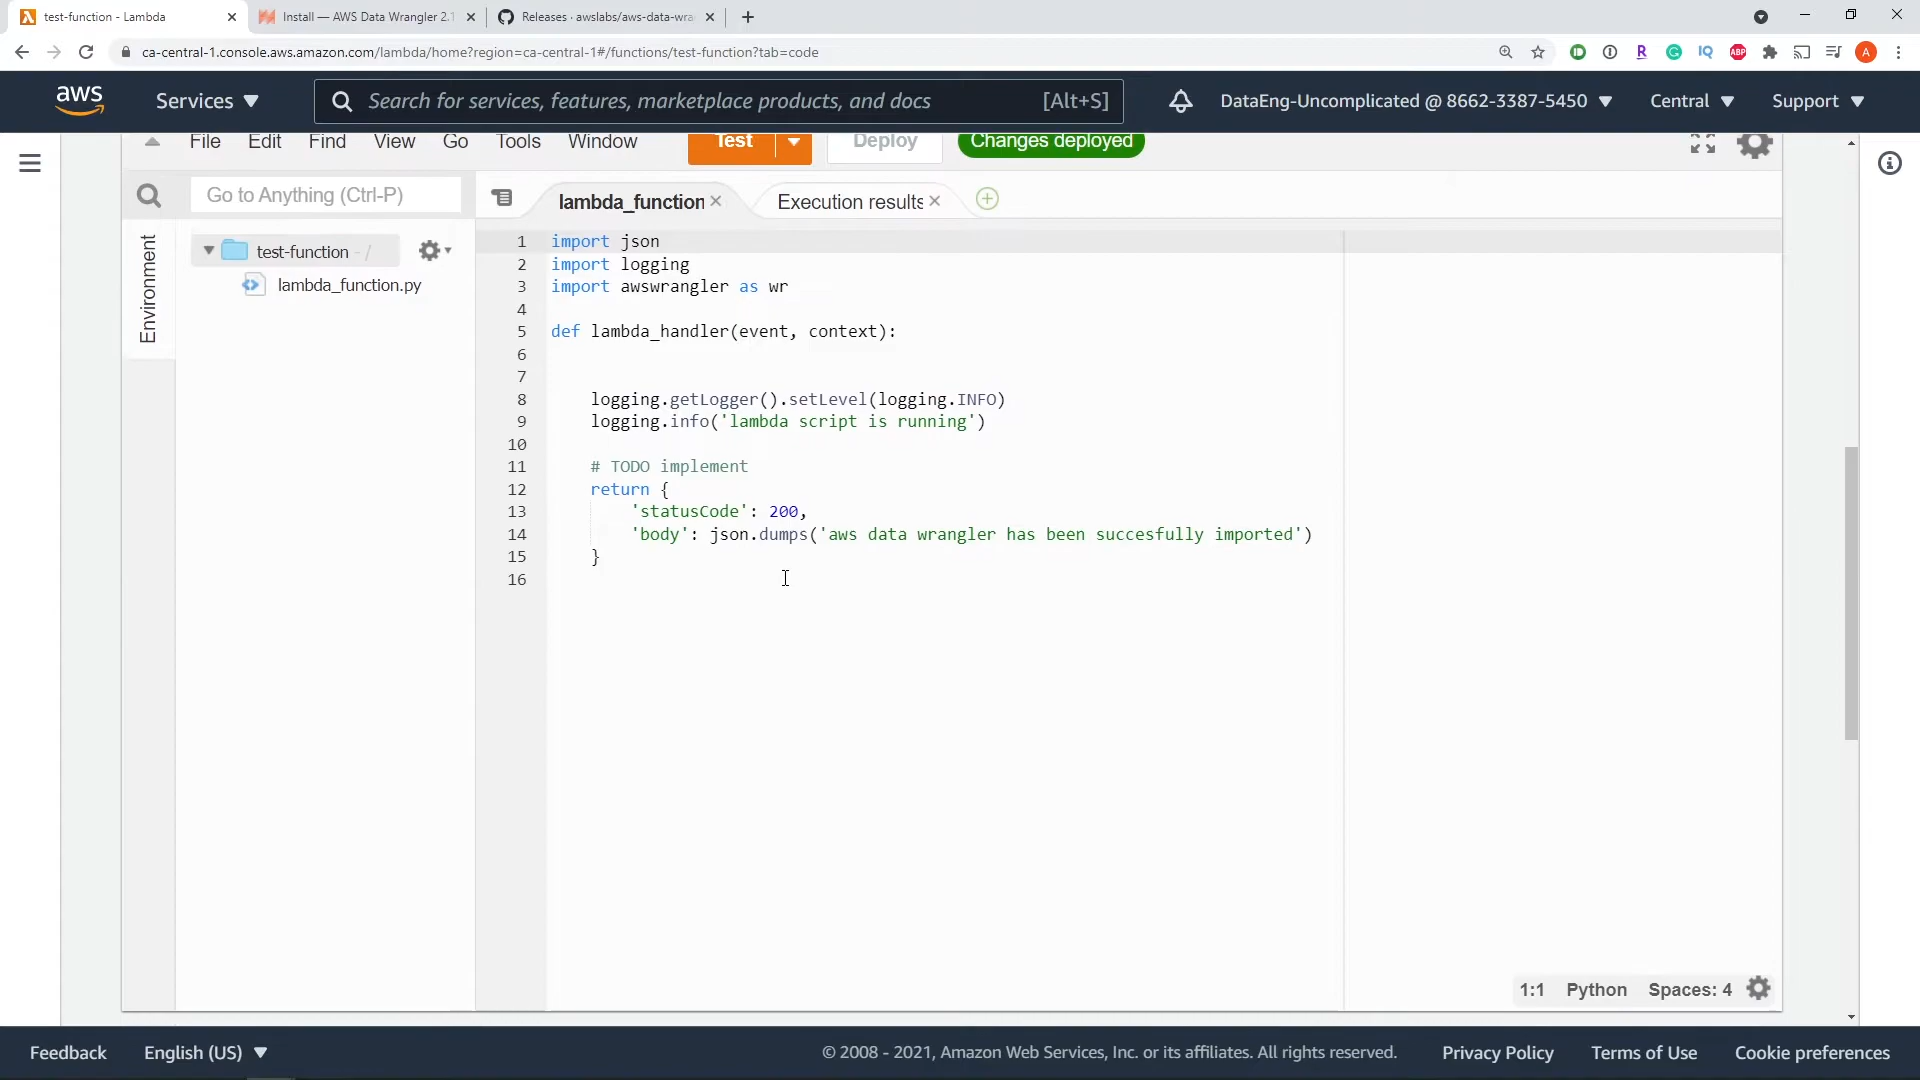 test-function - Lambda
Install — AWS Data Wrangler 2.1
Releases · awslabs/aws-data-wra
ca-central-1.console.aws.amazon.com/lambda/home?region=ca-central-1#/functions/test-function?tab=code
aws
Services
Search for services, features, marketplace products, and docs
[Alt+S]
DataEng-Uncomplicated @ 8662-3387-5450
Central
Support
File Edit Find View Go Tools Window
Test
Deploy
Changes deployed
Go to Anything (Ctrl-P)
lambda_function
Execution results
Environment
test-function - /
lambda_function.py
1 import json
2 import logging
3 import awswrangler as wr
4
5 def lambda_handler(event, context):
6
7
8 logging.getLogger().setLevel(logging.INFO)
9 logging.info('lambda script is running')
10
11 # TODO implement
12 return {
13 'statusCode': 200,
14 'body': json.dumps('aws data wrangler has been succesfully imported')
15 }
16
1:1 Python Spaces: 4
Feedback
English (US)
© 2008 - 2021, Amazon Web Services, Inc. or its affiliates. All rights reserved.
Privacy Policy
Terms of Use
Cookie preferences